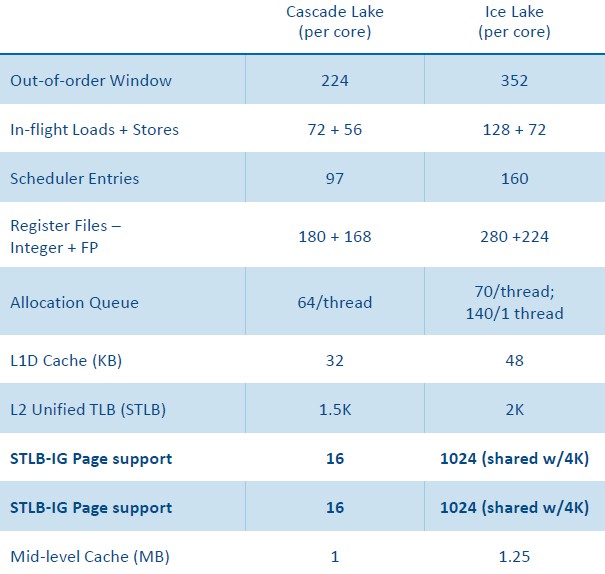 Cascade Lake Ice Lake
(per core) (per core)
Out-of-order Window 224 352
In-flight Loads + Stores 72 + 56 128 + 72
Scheduler Entries 97 160
Register Files –
Integer + FP 180 + 168 280 +224
Allocation Queue 64/thread 70/thread;
140/1 thread
L1D Cache (KB) 32 48
L2 Unified TLB (STLB) 1.5K 2K
STLB-IG Page support 16 1024 (shared w/4K)
STLB-IG Page support 16 1024 (shared w/4K)
Mid-level Cache (MB) 1 1.25